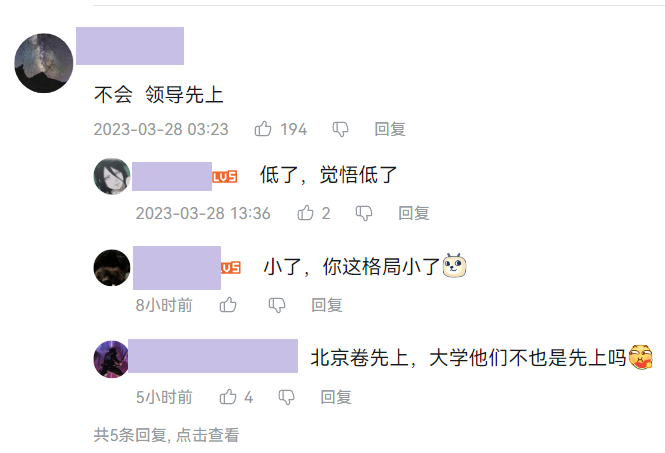 不会 领导先上
2023-03-28 03:23 194 回复
LV5 低了，觉悟低了
2023-03-28 13:36 2 回复
LV5 小了，你这格局小了
8小时前 回复
北京卷先上，大学他们不也是先上吗
5小时前 4 回复
共5条回复, 点击查看